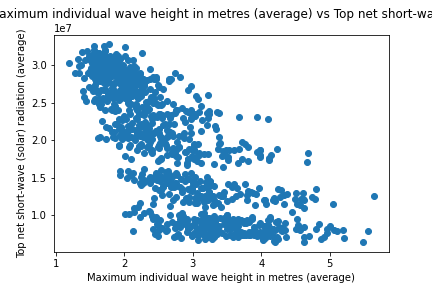 aximum individual wave height in metres (average) vs Top net short-wa
1e7
3.0
2.5
2.0
1.5
1.0
Top net short-wave (solar) radiation (average)
1
2
3
4
5
Maximum individual wave height in metres (average)